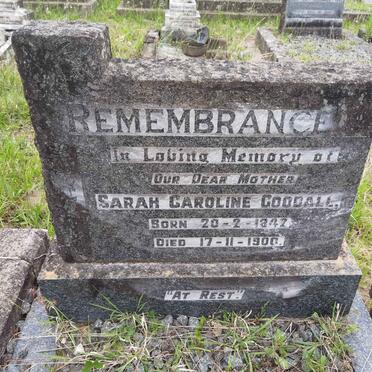 REMEMBRANCE
In Loving Memory of
OUR DEAR MOTHER
SARAH CAROLINE GOODALL,
BORN 20-2-1847
DIED 17-11-1900.
"AT REST."